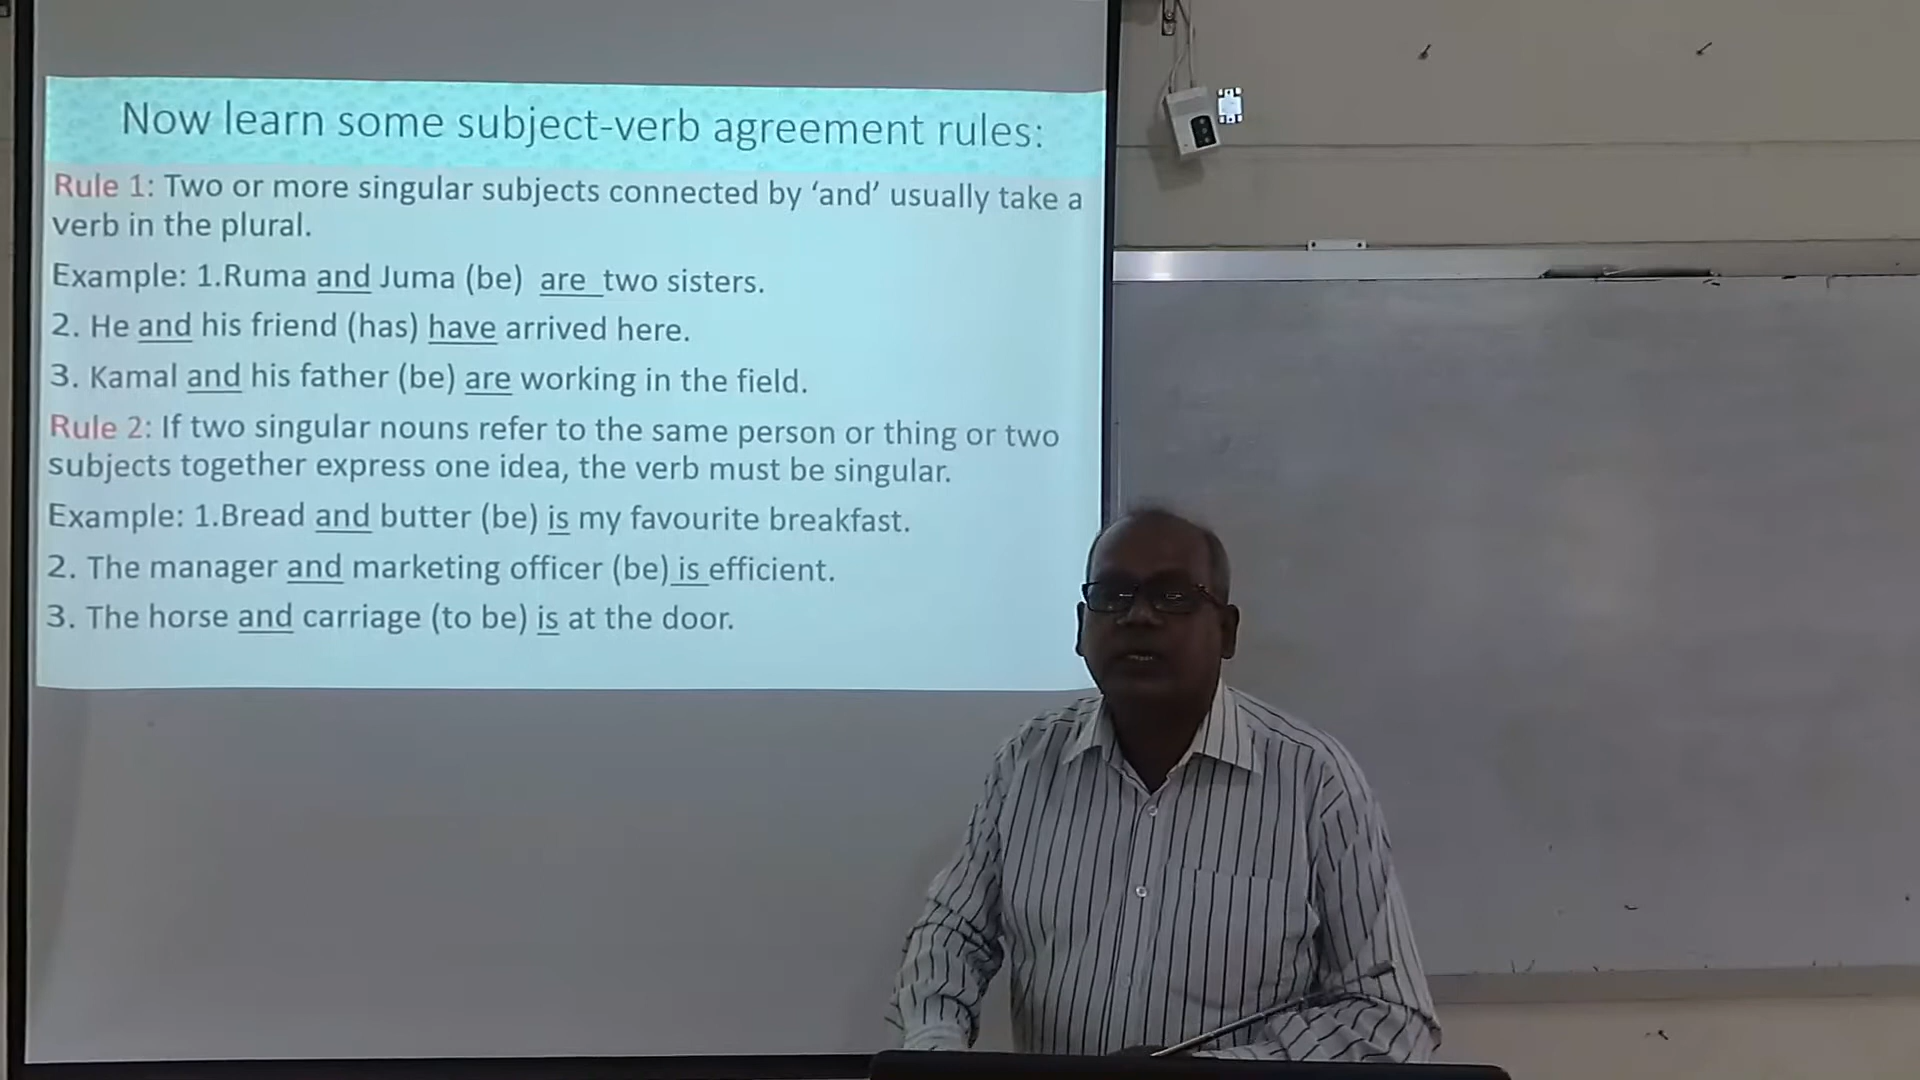 Now learn some subject-verb agreement rules:
Rule 1: Two or more singular subjects connected by ‘and’ usually take a
verb in the plural.
Example: 1.Ruma and Juma (be) are two sisters.
2. He and his friend (has) have arrived here.
3. Kamal and his father (be) are working in the field.
Rule 2: If two singular nouns refer to the same person or thing or two
subjects together express one idea, the verb must be singular.
Example: 1.Bread and butter (be) is my favourite breakfast.
2. The manager and marketing officer (be) is efficient.
3. The horse and carriage (to be) is at the door.